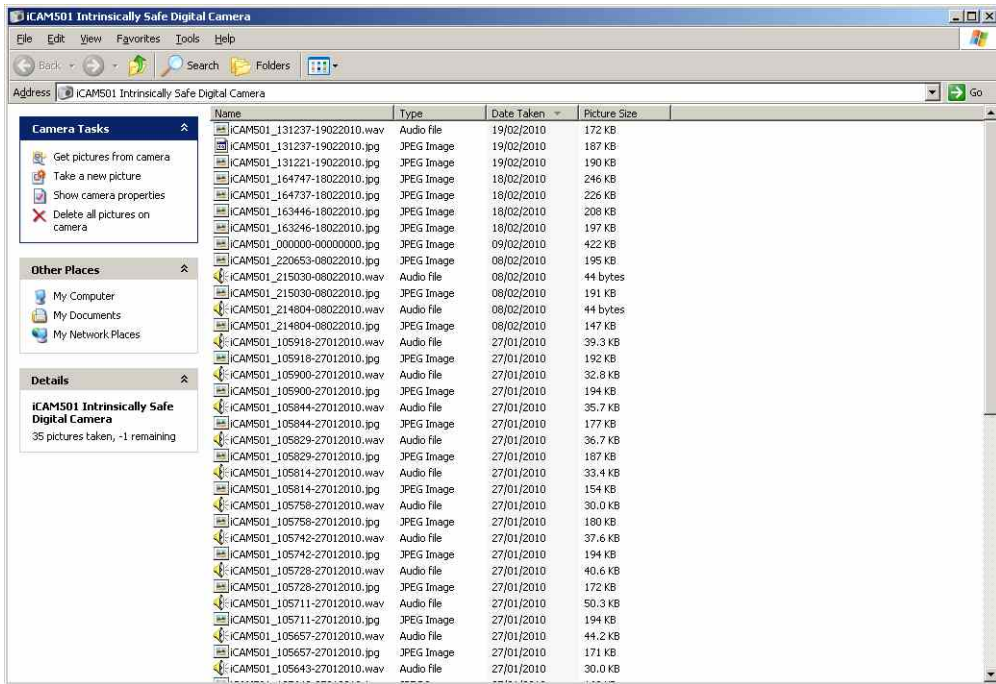 iCAM501 Intrinsically Safe Digital Camera
File Edit View Favorites Tools Help
Back Search Folders
Address iCAM501 Intrinsically Safe Digital Camera Go
Camera Tasks
Get pictures from camera
Take a new picture
Show camera properties
Delete all pictures on
camera
Other Places
My Computer
My Documents
My Network Places
Details
iCAM501 Intrinsically Safe
Digital Camera
35 pictures taken, -1 remaining
Name Type Date Taken Picture Size
iCAM501_131237-19022010.wav Audio file 19/02/2010 172 KB
iCAM501_131237-19022010.jpg JPEG Image 19/02/2010 187 KB
iCAM501_131221-19022010.jpg JPEG Image 19/02/2010 190 KB
iCAM501_164747-18022010.jpg JPEG Image 18/02/2010 246 KB
iCAM501_164737-18022010.jpg JPEG Image 18/02/2010 226 KB
iCAM501_163446-18022010.jpg JPEG Image 18/02/2010 208 KB
iCAM501_163246-18022010.jpg JPEG Image 18/02/2010 197 KB
iCAM501_000000-00000000.jpg JPEG Image 09/02/2010 422 KB
iCAM501_220653-08022010.jpg JPEG Image 08/02/2010 195 KB
iCAM501_215030-08022010.wav Audio file 08/02/2010 44 bytes
iCAM501_215030-08022010.jpg JPEG Image 08/02/2010 191 KB
iCAM501_214804-08022010.wav Audio file 08/02/2010 44 bytes
iCAM501_214804-08022010.jpg JPEG Image 08/02/2010 147 KB
iCAM501_105918-27012010.wav Audio file 27/01/2010 39.3 KB
iCAM501_105918-27012010.jpg JPEG Image 27/01/2010 192 KB
iCAM501_105900-27012010.wav Audio file 27/01/2010 32.8 KB
iCAM501_105900-27012010.jpg JPEG Image 27/01/2010 194 KB
iCAM501_105844-27012010.wav Audio file 27/01/2010 35.7 KB
iCAM501_105844-27012010.jpg JPEG Image 27/01/2010 177 KB
iCAM501_105829-27012010.wav Audio file 27/01/2010 36.7 KB
iCAM501_105829-27012010.jpg JPEG Image 27/01/2010 187 KB
iCAM501_105814-27012010.wav Audio file 27/01/2010 33.4 KB
iCAM501_105814-27012010.jpg JPEG Image 27/01/2010 154 KB
iCAM501_105758-27012010.wav Audio file 27/01/2010 30.0 KB
iCAM501_105758-27012010.jpg JPEG Image 27/01/2010 180 KB
iCAM501_105742-27012010.wav Audio file 27/01/2010 37.6 KB
iCAM501_105742-27012010.jpg JPEG Image 27/01/2010 194 KB
iCAM501_105728-27012010.wav Audio file 27/01/2010 40.6 KB
iCAM501_105728-27012010.jpg JPEG Image 27/01/2010 172 KB
iCAM501_105711-27012010.wav Audio file 27/01/2010 50.3 KB
iCAM501_105711-27012010.jpg JPEG Image 27/01/2010 194 KB
iCAM501_105657-27012010.wav Audio file 27/01/2010 44.2 KB
iCAM501_105657-27012010.jpg JPEG Image 27/01/2010 171 KB
iCAM501_105643-27012010.wav Audio file 27/01/2010 30.0 KB